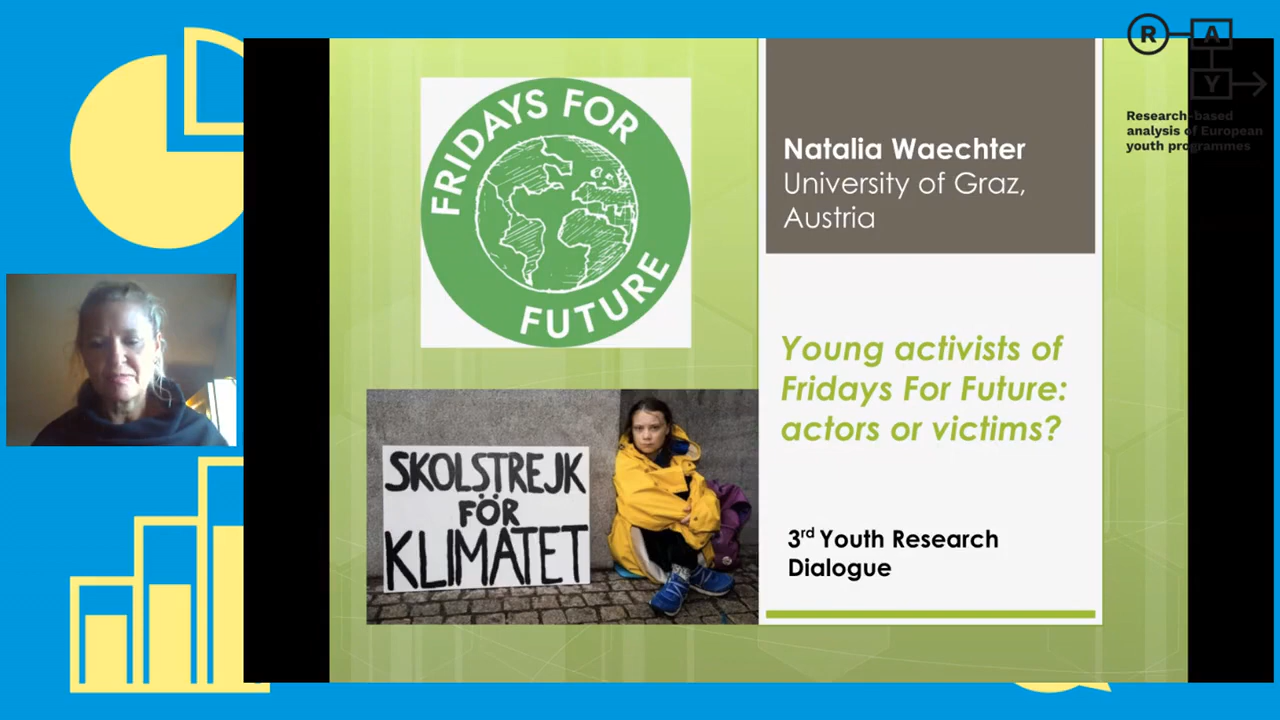 R A
Y
Research-based
analysis of European
youth programmes
FRIDAYS FOR
FUTURE
Natalia Waechter
University of Graz,
Austria
Young activists of
Fridays For Future:
actors or victims?
SKOLSTREJK
FÖR
KLIMATET
3rd Youth Research
Dialogue